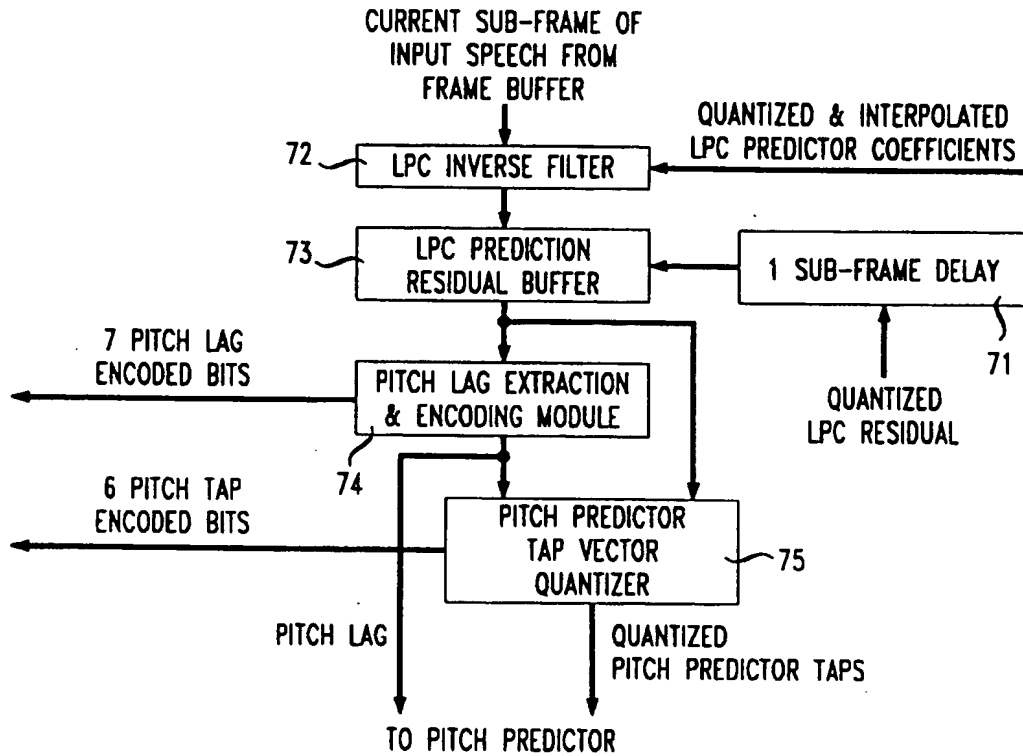 CURRENT SUB-FRAME OF
INPUT SPEECH FROM
FRAME BUFFER
QUANTIZED & INTERPOLATED
LPC PREDICTOR COEFFICIENTS
72
LPC INVERSE FILTER
73
LPC PREDICTION
RESIDUAL BUFFER
1 SUB-FRAME DELAY
71
7 PITCH LAG
ENCODED BITS
PITCH LAG EXTRACTION
& ENCODING MODULE
74
QUANTIZED
LPC RESIDUAL
6 PITCH TAP
ENCODED BITS
PITCH PREDICTOR
TAP VECTOR
QUANTIZER
75
PITCH LAG
QUANTIZED
PITCH PREDICTOR TAPS
TO PITCH PREDICTOR